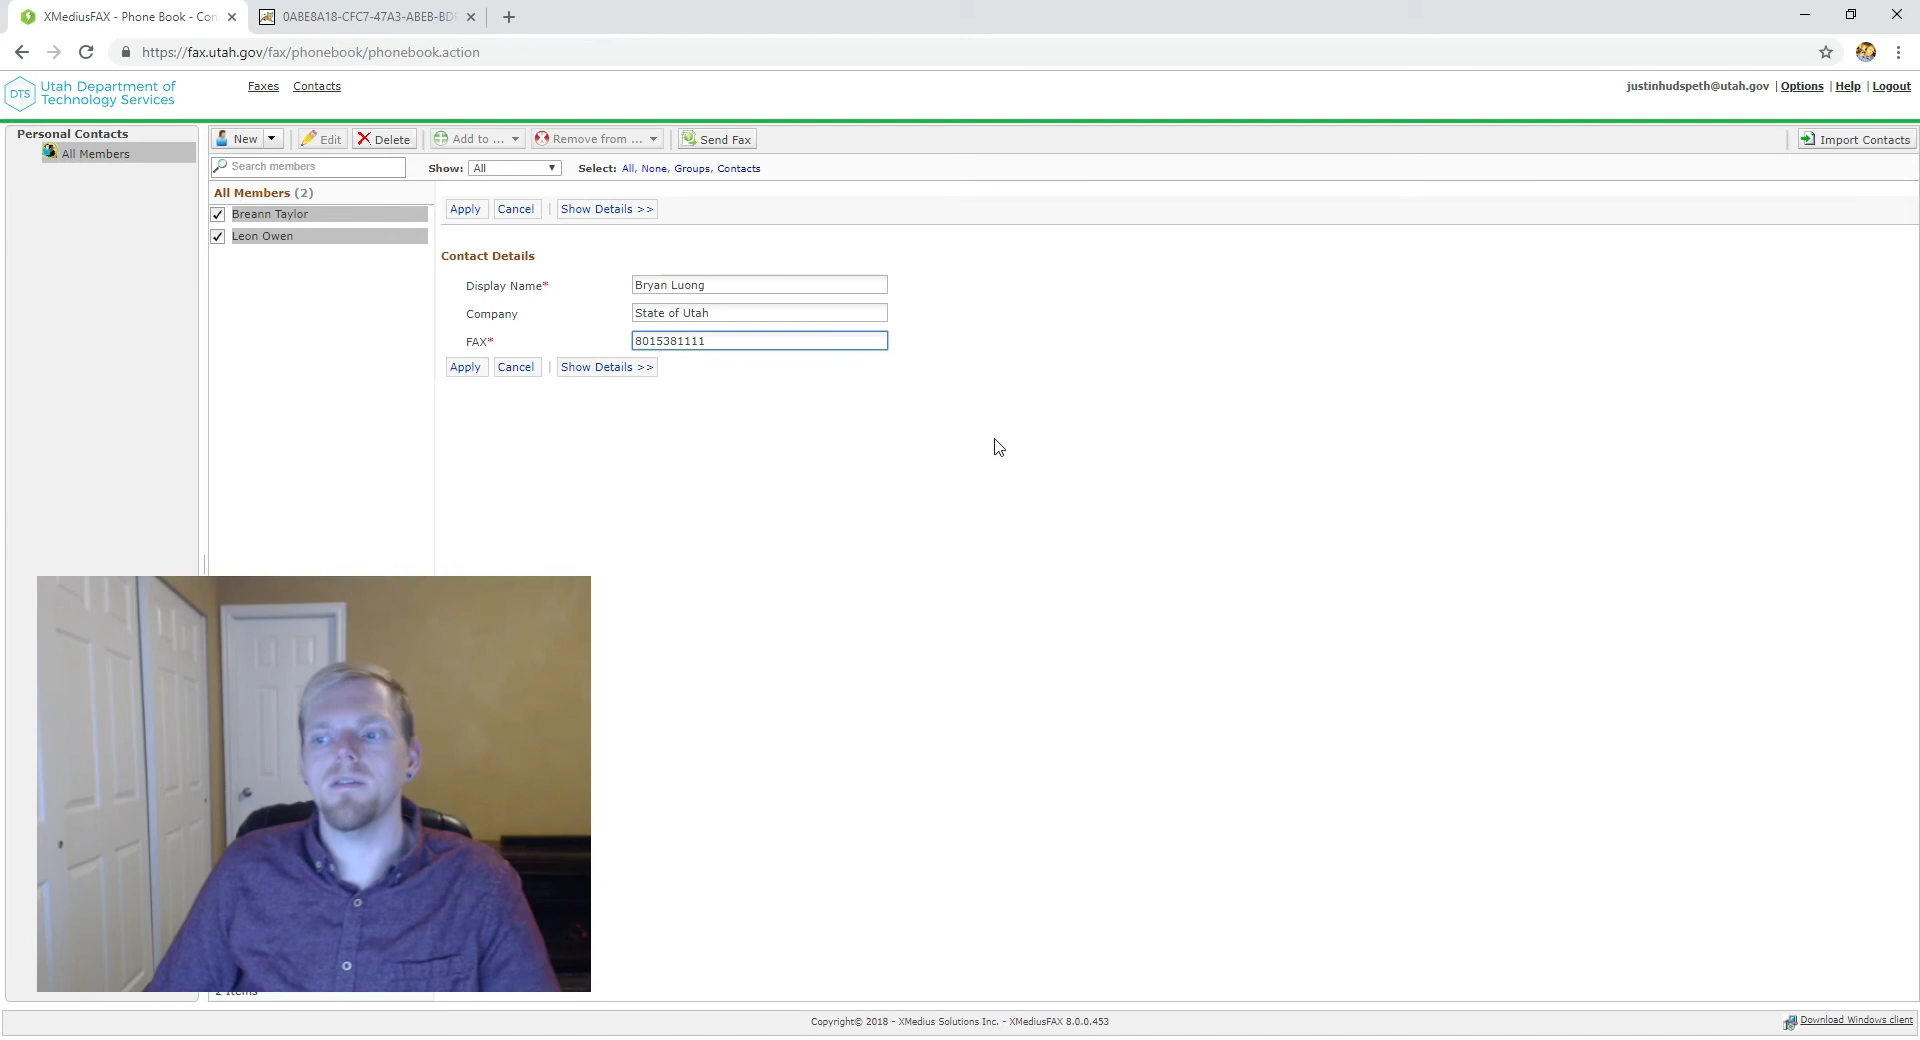 XMediusFAX - Phone Book - Con
0ABE8A18-CFC7-47A3-ABEB-BD9
https://fax.utah.gov/fax/phonebook/phonebook.action
DTS
Utah Department of
Technology Services
Faxes Contacts
justinhudspeth@utah.gov | Options | Help | Logout
Personal Contacts
All Members
New Edit Delete Add to ... Remove from ... Send Fax Import Contacts
Search members Show: All Select: All, None, Groups, Contacts
All Members (2)
Breann Taylor
Leon Owen
Apply Cancel | Show Details >>
Contact Details
Display Name* Bryan Luong
Company State of Utah
FAX* 8015381111
Apply Cancel | Show Details >>
2 Items
Copyright© 2018 - XMedius Solutions Inc. - XMediusFAX 8.0.0.453
Download Windows client